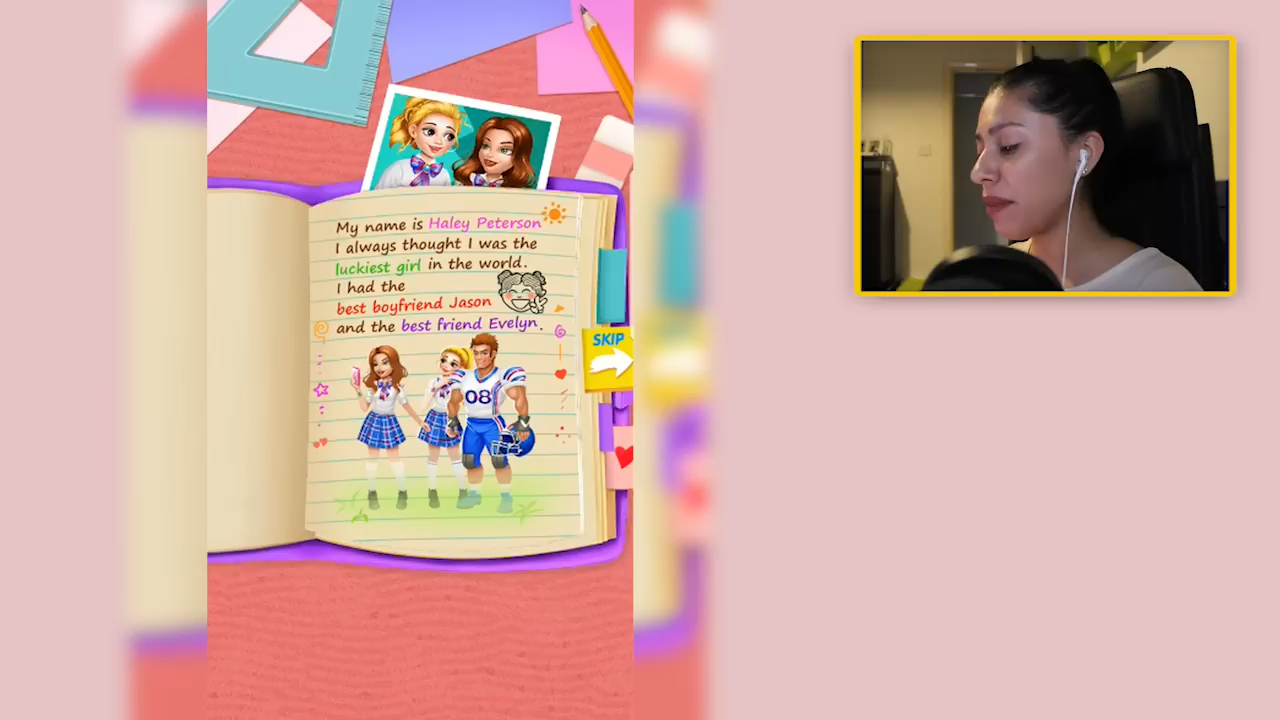 My name is Haley Peterson
I always thought I was the
luckiest girl in the world.
I had the
best boyfriend Jason
and the best friend Evelyn.
SKIP
08